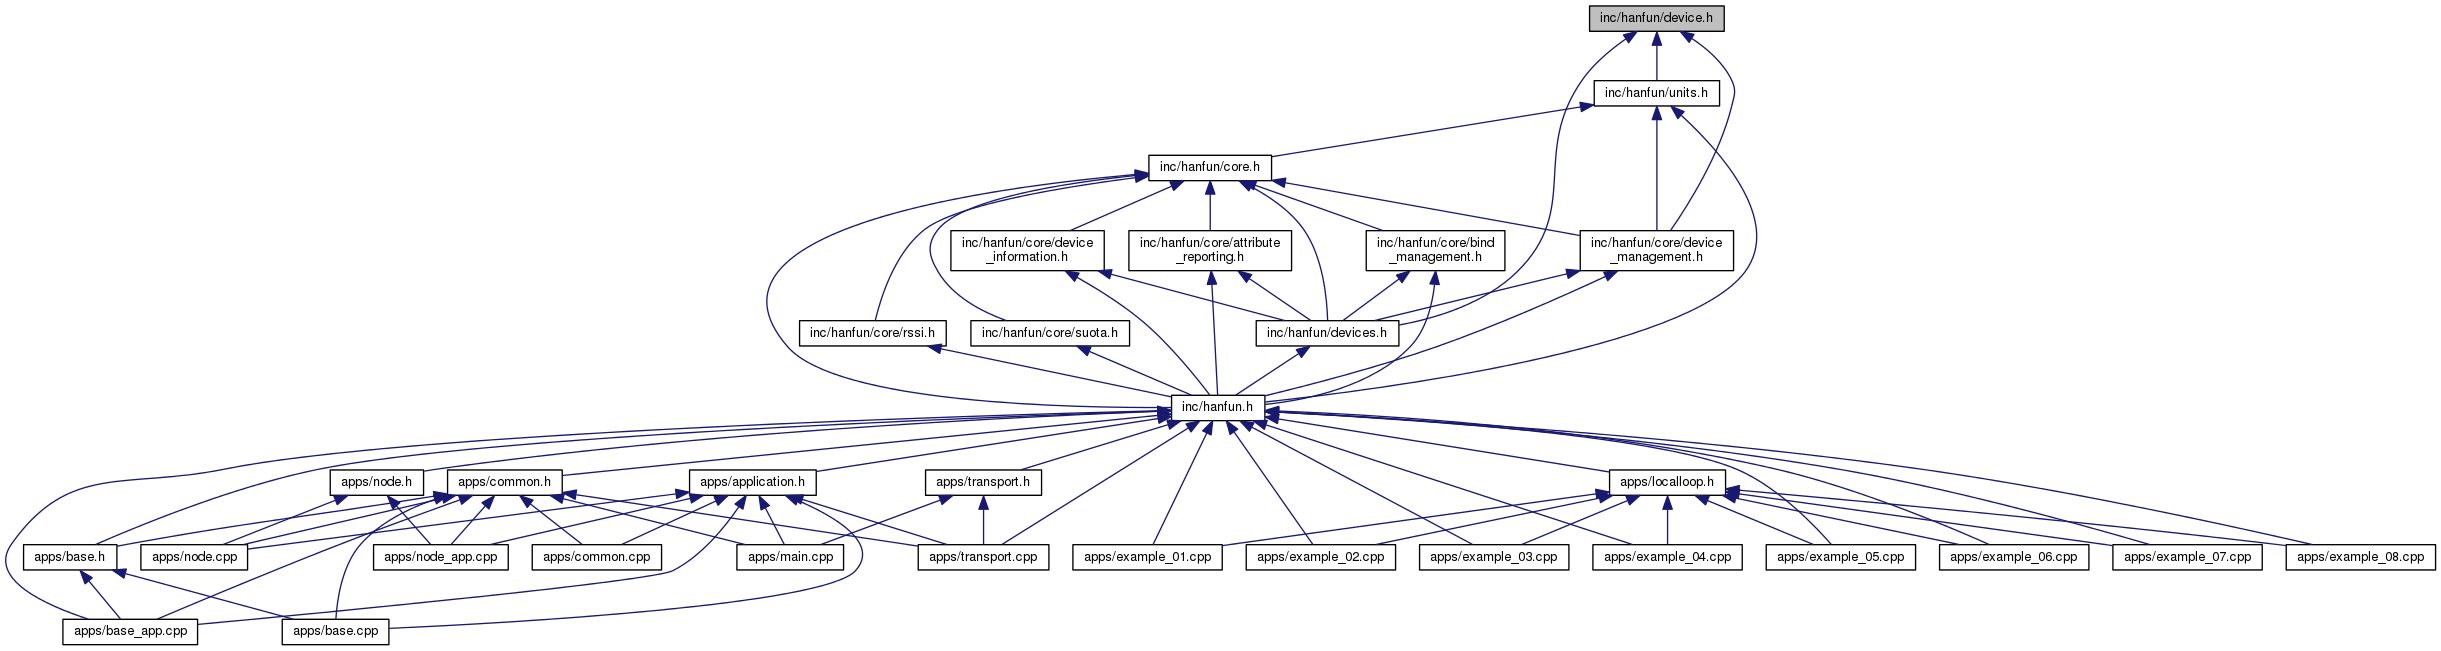 inc/hanfun/device.h
inc/hanfun/units.h
inc/hanfun/core.h
inc/hanfun/core/device
_information.h
inc/hanfun/core/attribute
_reporting.h
inc/hanfun/core/bind
_management.h
inc/hanfun/core/device
_management.h
inc/hanfun/core/rssi.h
inc/hanfun/core/suota.h
inc/hanfun/devices.h
inc/hanfun.h
apps/node.h
apps/common.h
apps/application.h
apps/transport.h
apps/localloop.h
apps/base.h
apps/node.cpp
apps/node_app.cpp
apps/common.cpp
apps/main.cpp
apps/transport.cpp
apps/example_01.cpp
apps/example_02.cpp
apps/example_03.cpp
apps/example_04.cpp
apps/example_05.cpp
apps/example_06.cpp
apps/example_07.cpp
apps/example_08.cpp
apps/base_app.cpp
apps/base.cpp